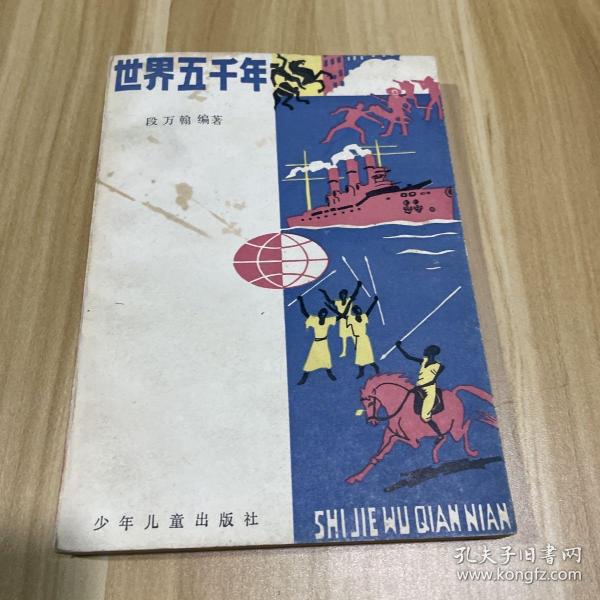 世界五千年
段万翰 编著
少年儿童出版社
SHI JIE WU QIAN NIAN
孔夫子旧书网
www.kongfz.com